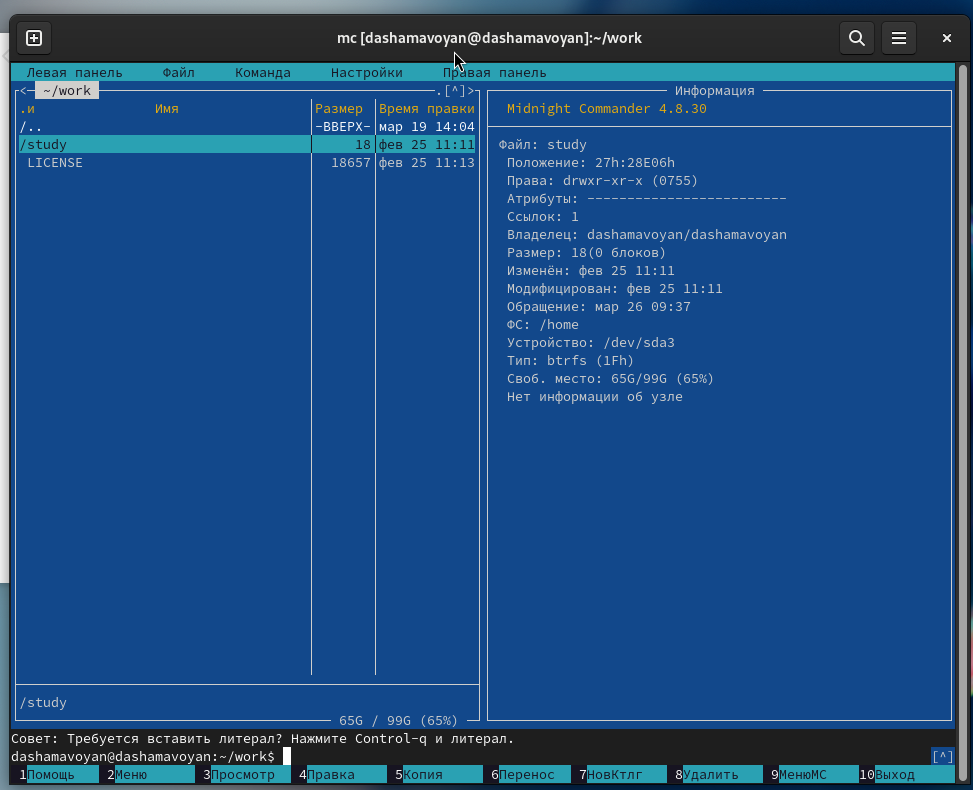 mc [dashamavoyan@dashamavoyan]:~/work
Левая панель Файл Команда Настройки Правая панель
<- ~/work .[^]>
.и Имя Размер Время правки
/.. -ВВЕРХ- мар 19 14:04
/study 18 фев 25 11:11
LICENSE 18657 фев 25 11:13
/study
65G / 99G (65%)
Информация
Midnight Commander 4.8.30
Файл: study
Положение: 27h:28E06h
Права: drwxr-xr-x (0755)
Атрибуты: -------------------------
Ссылок: 1
Владелец: dashamavoyan/dashamavoyan
Размер: 18(0 блоков)
Изменён: фев 25 11:11
Модифицирован: фев 25 11:11
Обращение: мар 26 09:37
ФС: /home
Устройство: /dev/sda3
Тип: btrfs (1Fh)
Своб. место: 65G/99G (65%)
Нет информации об узле
Совет: Требуется вставить литерал? Нажмите Control-q и литерал.
dashamavoyan@dashamavoyan:~/work$ [^]
1Помощь 2Меню 3Просмотр 4Правка 5Копия 6Перенос 7НовКтлг 8Удалить 9МенюМС 10Выход